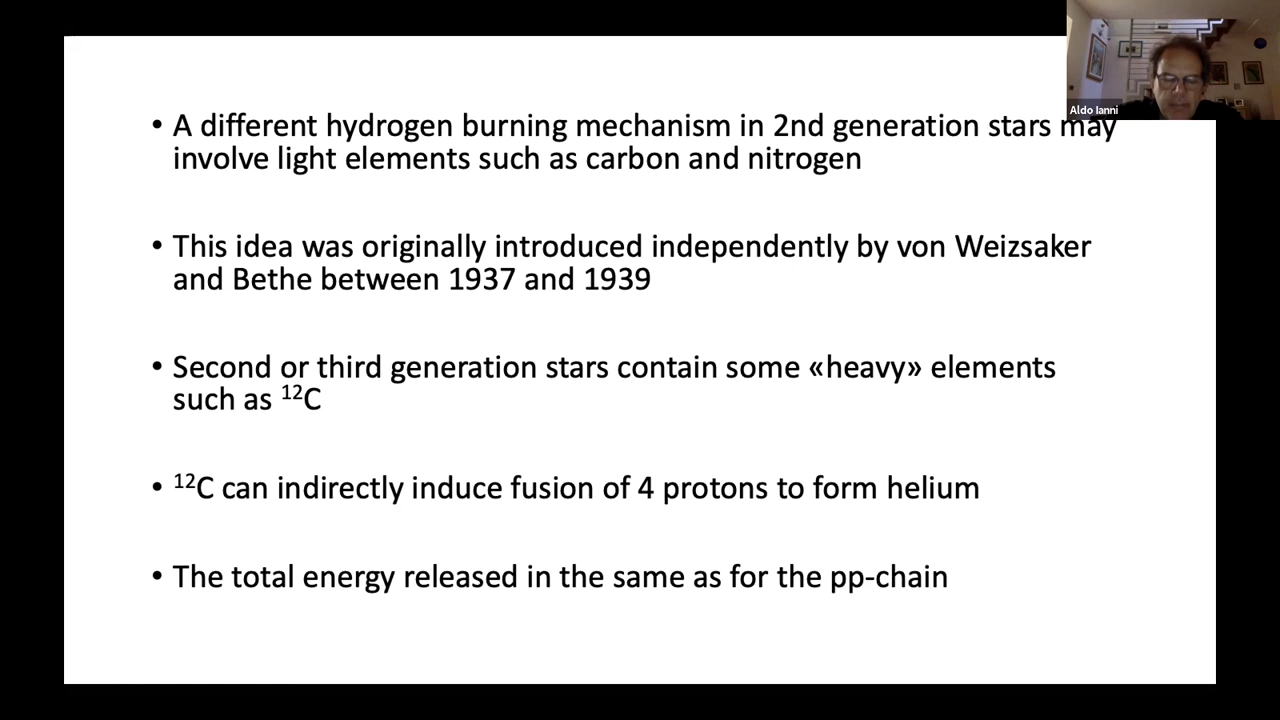 Aldo Ianni
• A different hydrogen burning mechanism in 2nd generation stars may
involve light elements such as carbon and nitrogen
• This idea was originally introduced independently by von Weizsaker
and Bethe between 1937 and 1939
• Second or third generation stars contain some «heavy» elements
such as ¹²C
• ¹²C can indirectly induce fusion of 4 protons to form helium
• The total energy released in the same as for the pp-chain